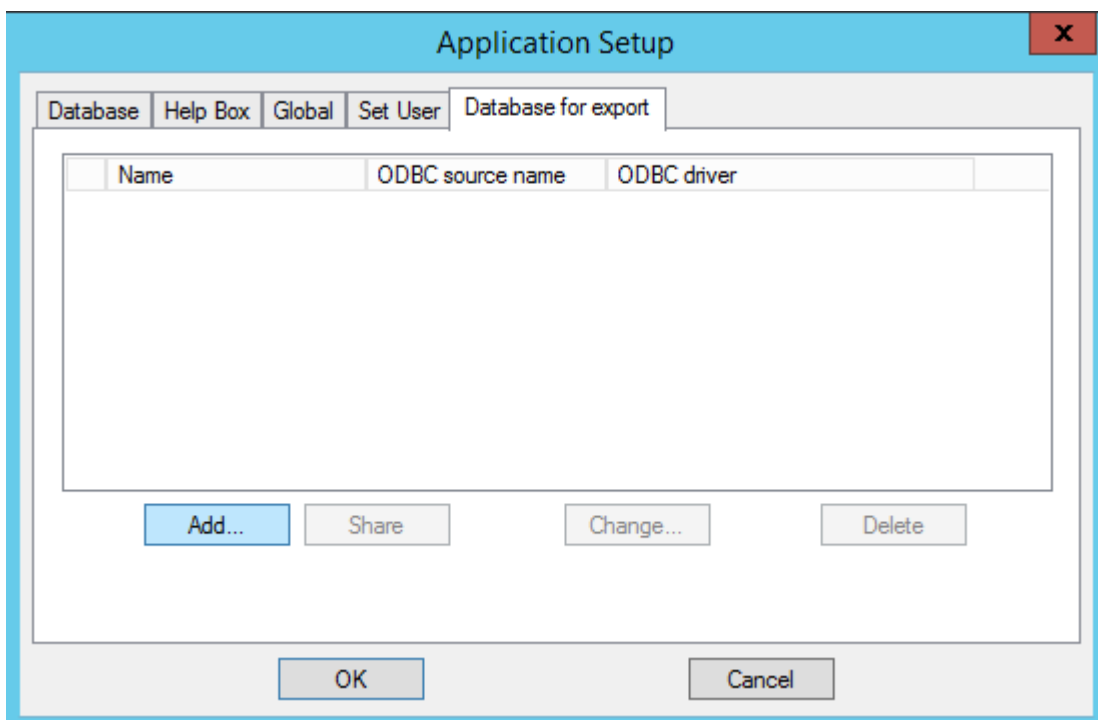 Application Setup
x
Database Help Box Global Set User Database for export
Name ODBC source name ODBC driver
Add... Share Change... Delete
OK Cancel